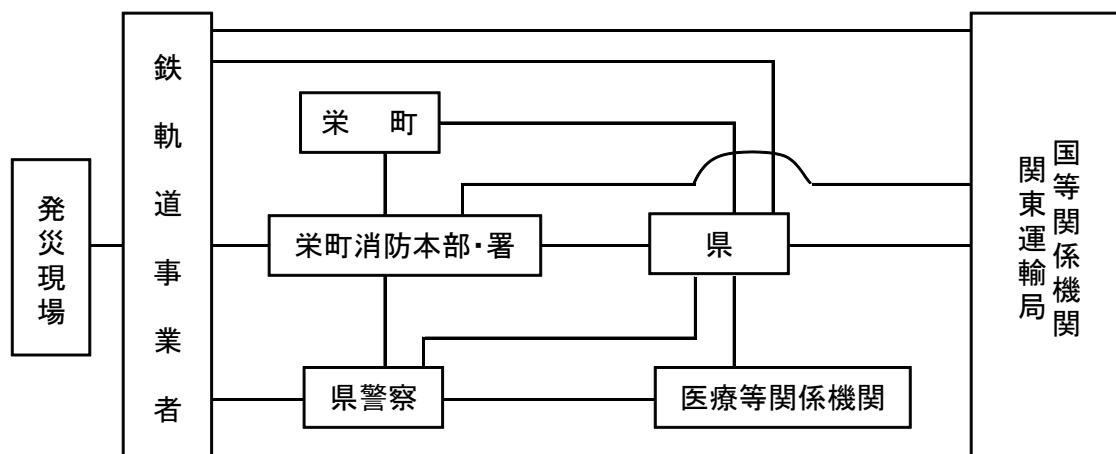 発災現場
鉄軌道事業者
栄 町
栄町消防本部・署
県警察
県
医療等関係機関
国等関係機関
関東運輸局